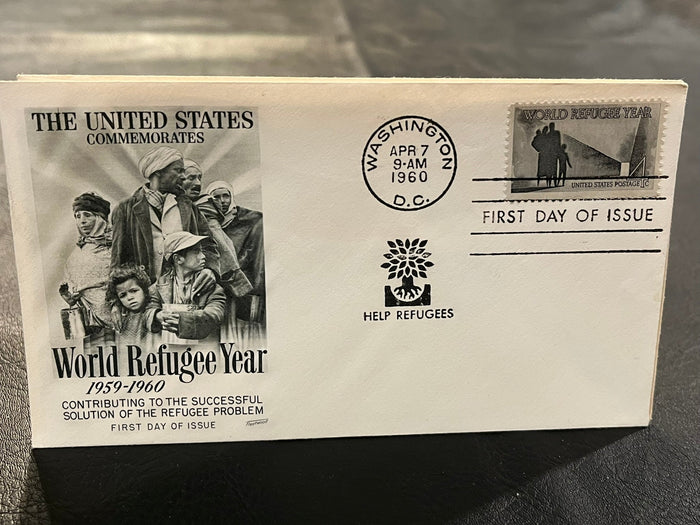 THE UNITED STATES
COMMEMORATES
World Refugee Year
1959-1960
CONTRIBUTING TO THE SUCCESSFUL
SOLUTION OF THE REFUGEE PROBLEM
FIRST DAY OF ISSUE
Fleetwood
WASHINGTON
APR 7
9-AM
1960
D.C.
HELP REFUGEES
WORLD REFUGEE YEAR
4c
UNITED STATES POSTAGE
FIRST DAY OF ISSUE